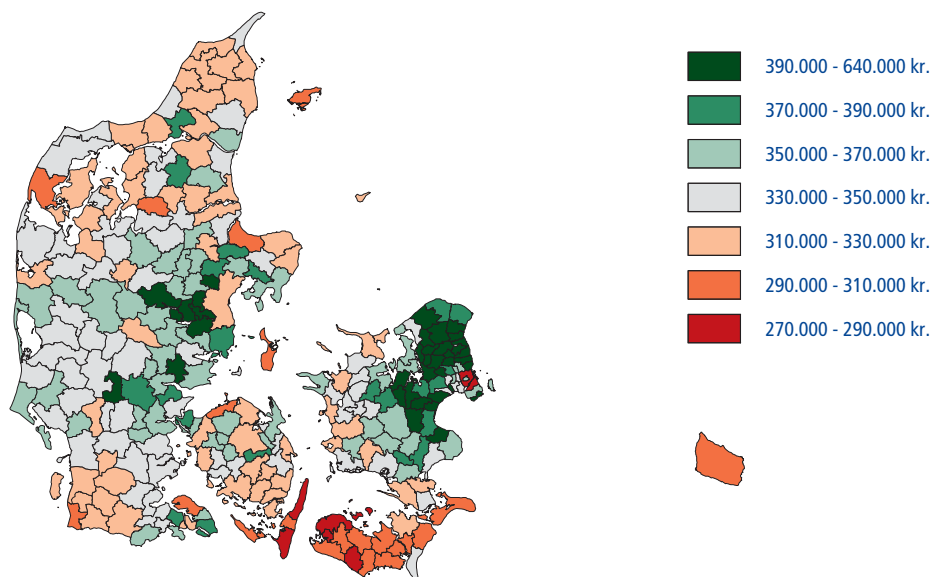 390.000 - 640.000 kr.
370.000 - 390.000 kr.
350.000 - 370.000 kr.
330.000 - 350.000 kr.
310.000 - 330.000 kr.
290.000 - 310.000 kr.
270.000 - 290.000 kr.